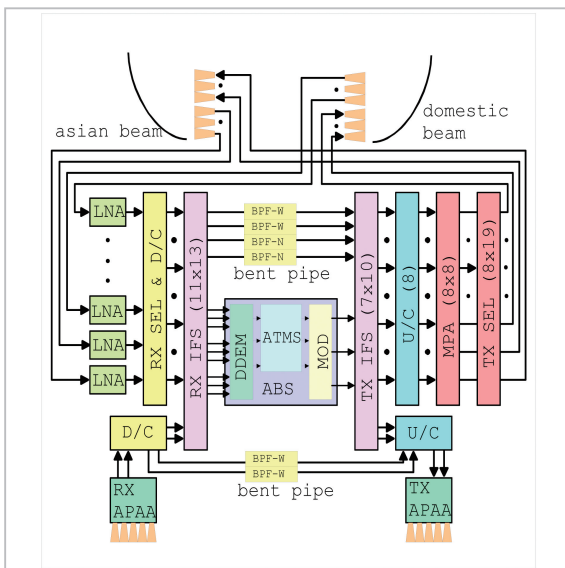 asian beam
domestic
beam
LNA
LNA
LNA
LNA
RX SEL & D/C
RX IFS (11x13)
BPF-W
BPF-W
BPF-N
BPF-N
bent pipe
DDEM
ATMS
MOD
ABS
TX IFS (7x10)
U/C (8)
MPA (8x8)
TX SEL (8x19)
D/C
U/C
BPF-W
BPF-W
bent pipe
RX
APAA
TX
APAA